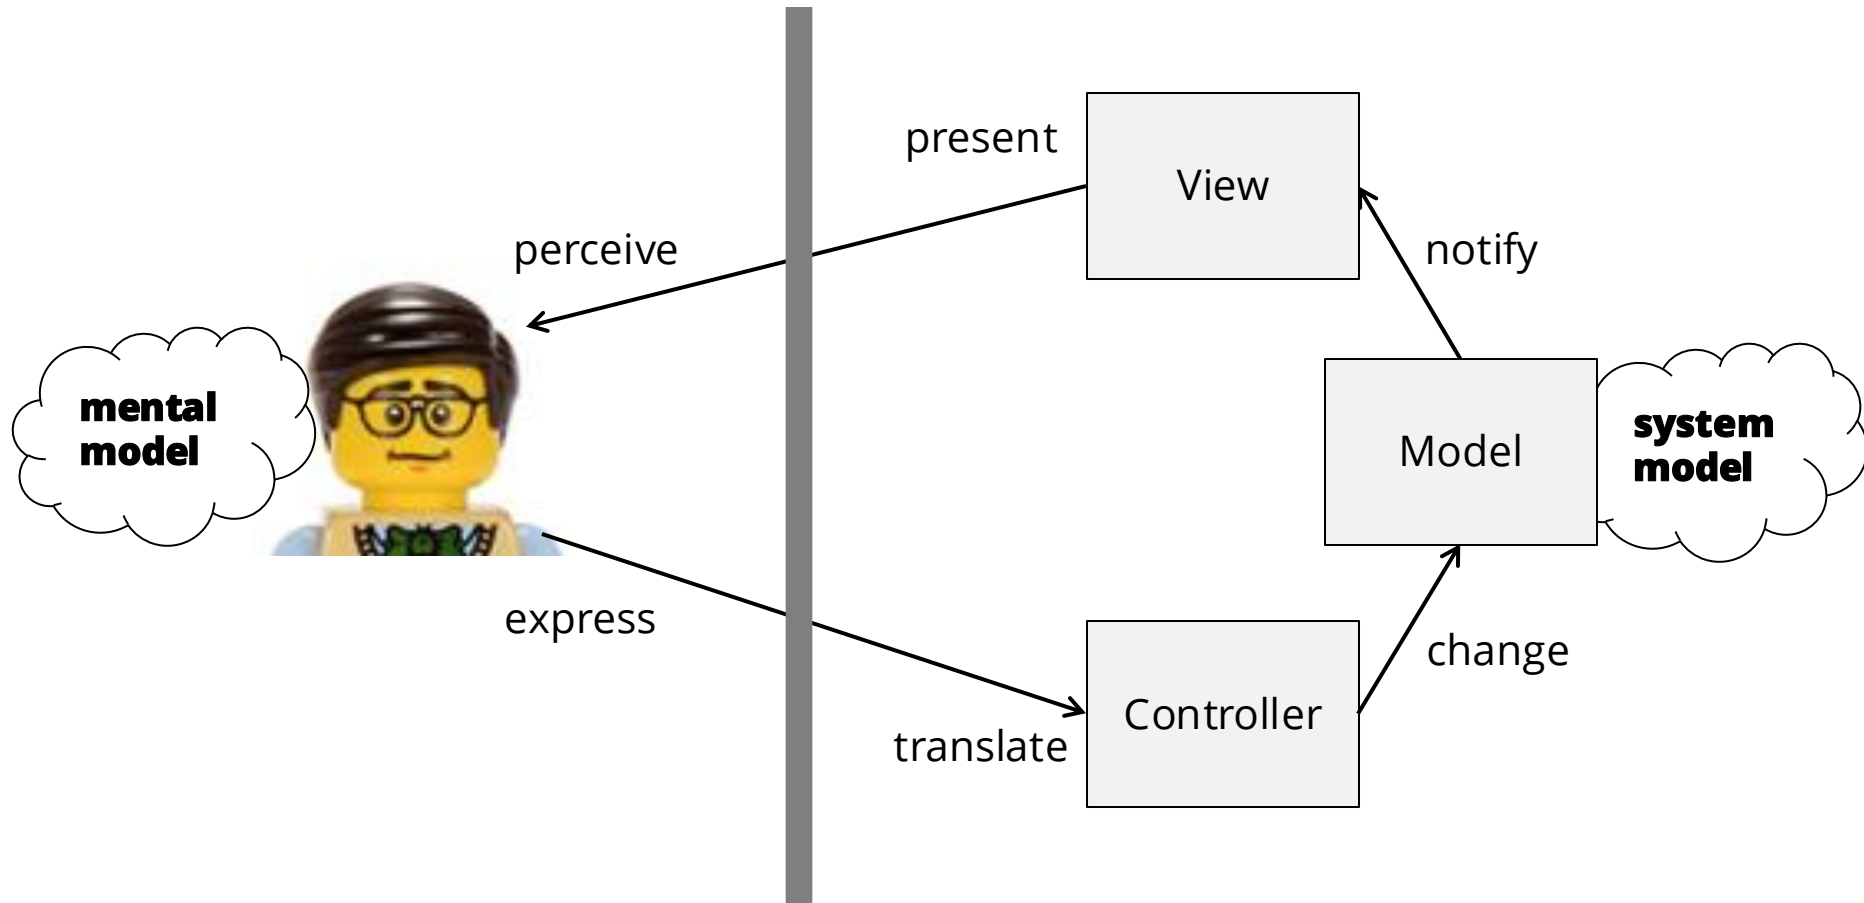 present
View
perceive
notify
mental
model
system
model
Model
express
change
Controller
translate